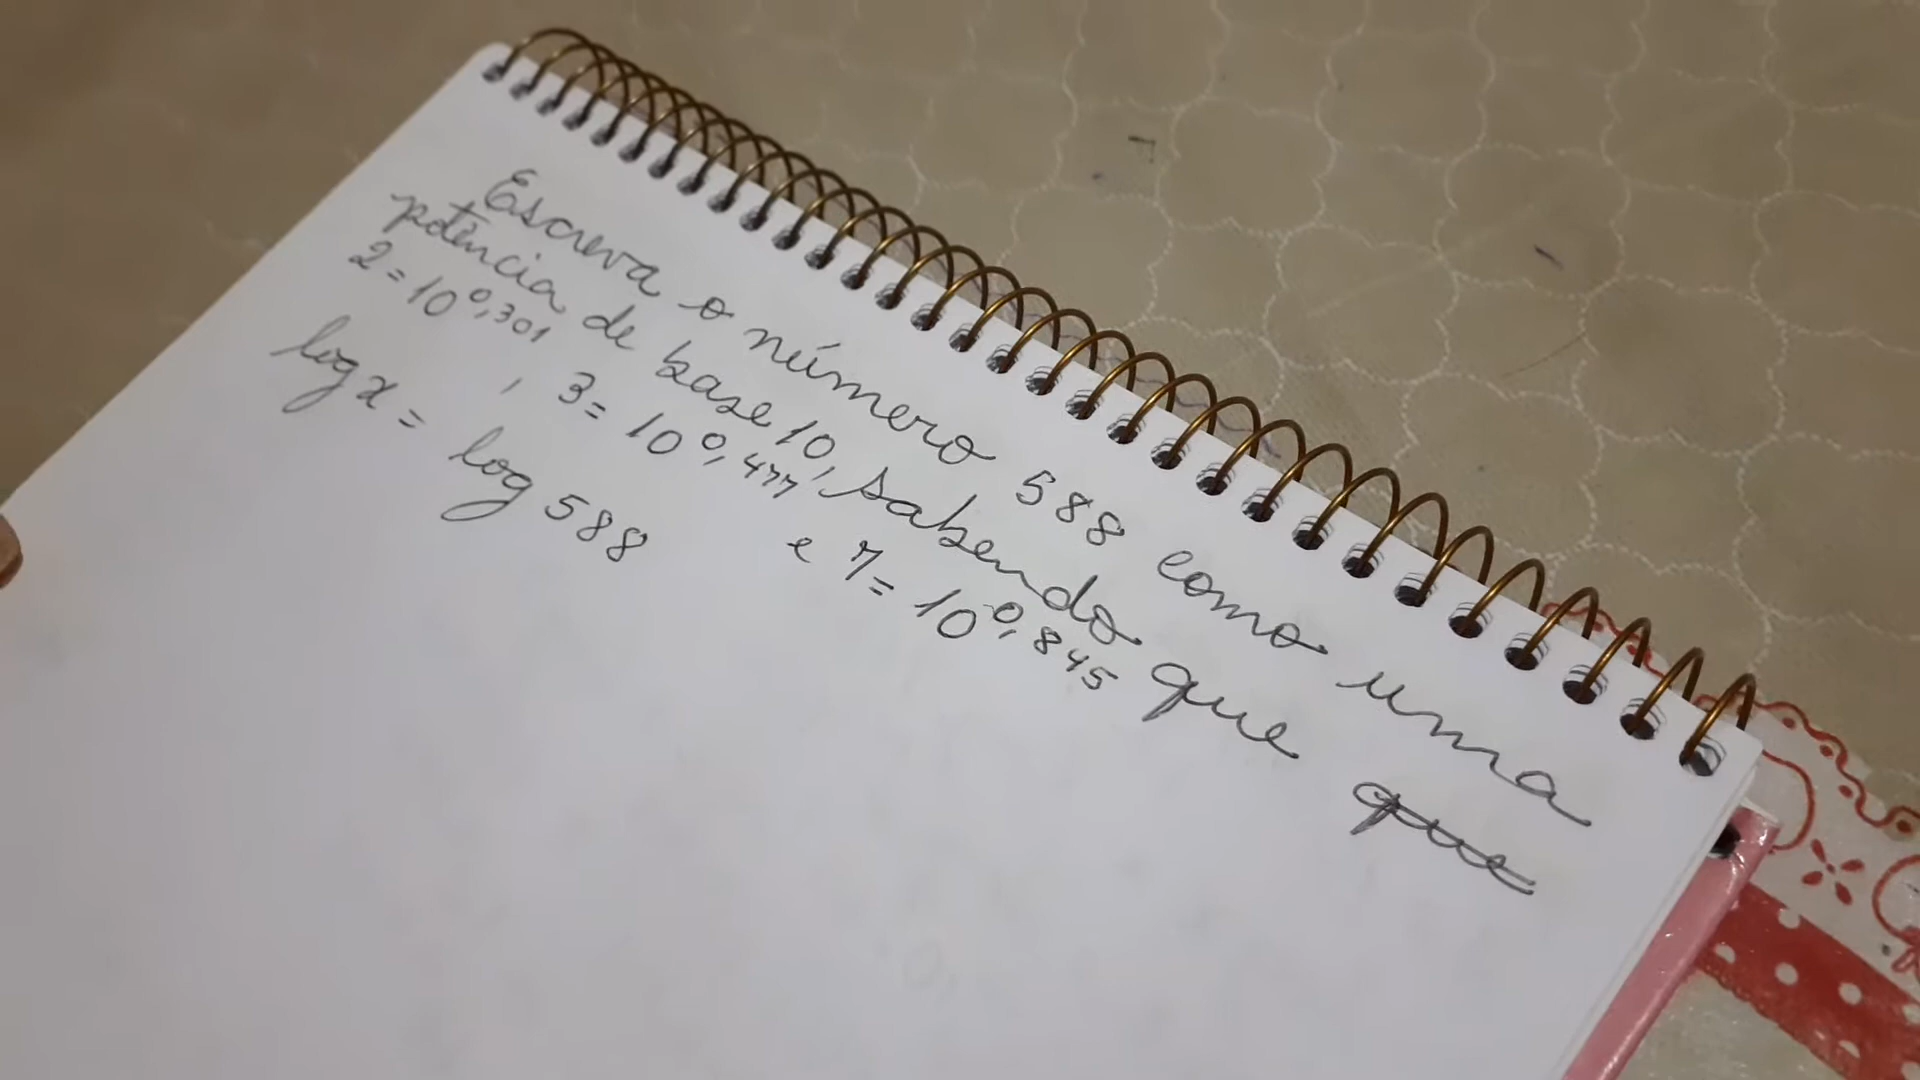 Escreva o número 588 como uma
potência de base 10, sabendo que que
2 = 10^0,301 , 3 = 10^0,477 e 7 = 10^0,845
log x = log 588